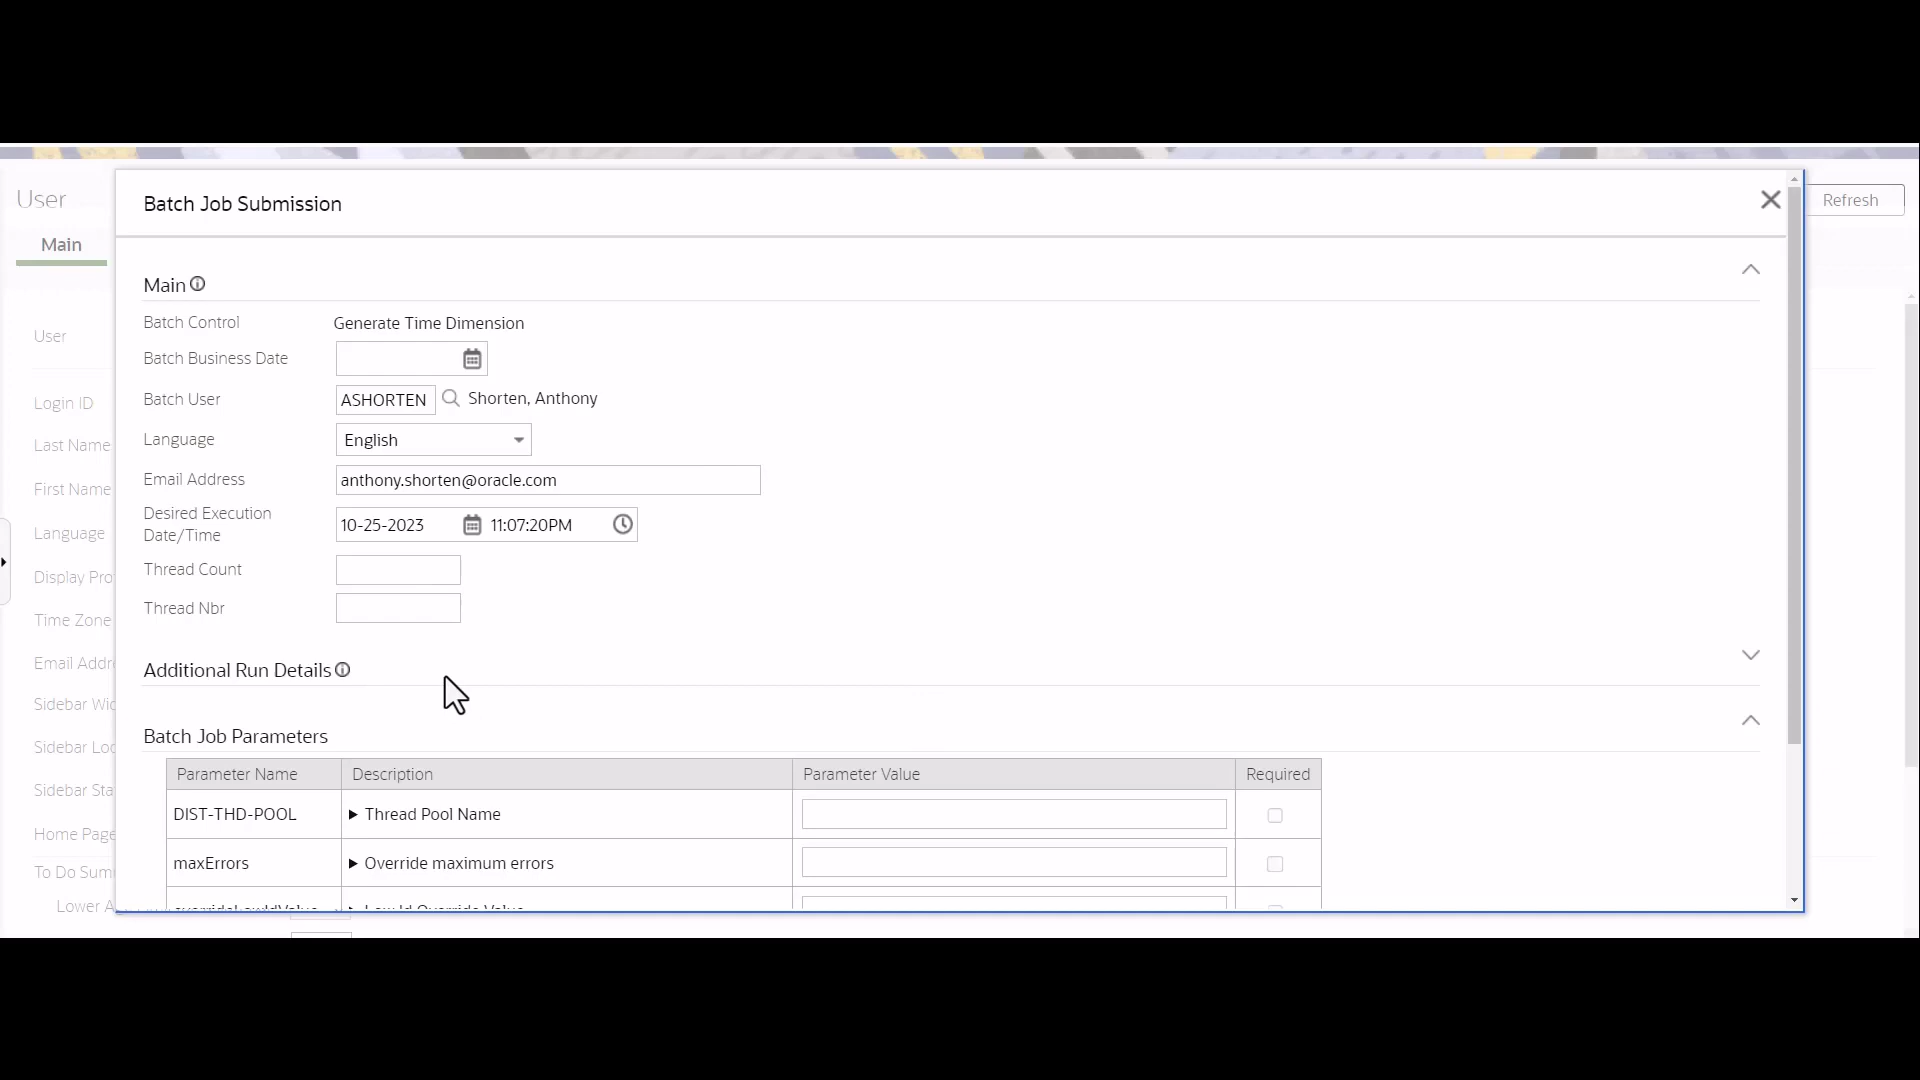 User
Batch Job Submission
Refresh
Main
Main
Batch Control
Generate Time Dimension
User
Batch Business Date
Batch User
ASHORTEN
Shorten, Anthony
Login ID
Language
English
Last Name
Email Address
anthony.shorten@oracle.com
First Name
Desired Execution
Date/Time
10-25-2023
11:07:20PM
Language
Thread Count
Display Pro
Thread Nbr
Time Zone
Email Addr
Additional Run Details
Sidebar Wid
Batch Job Parameters
Sidebar Loc
Parameter Name Description Parameter Value Required
Sidebar Sta
DIST-THD-POOL Thread Pool Name
Home Page
maxErrors Override maximum errors
To Do Sum
Lower A